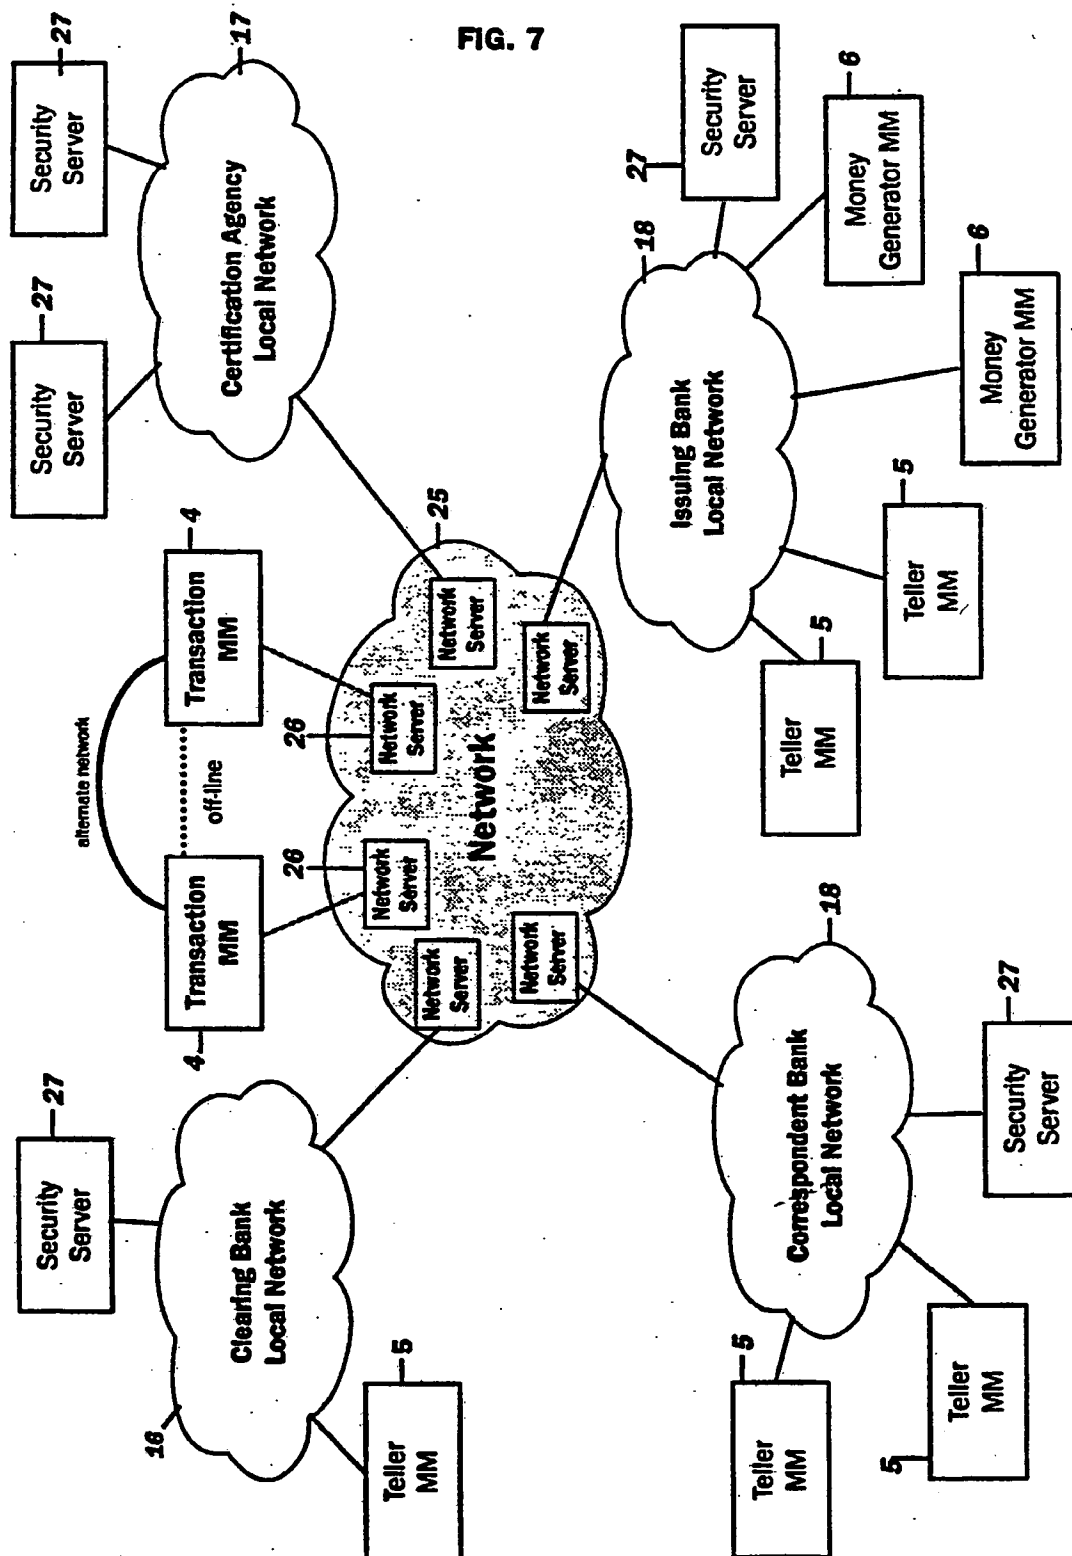 FIG. 7
27
Security
Server
27
Security
Server
17
Certification Agency
Local Network
alternate network
off-line
4
Transaction
MM
4
Transaction
MM
27
Security
Server
16
Clearing Bank
Local Network
5
Teller
MM
25
Network
26
Network
Server
26
Network
Server
Network
Server
Network
Server
Network
Server
Network
Server
18
Issuing Bank
Local Network
27
Security
Server
6
Money
Generator MM
6
Money
Generator MM
5
Teller
MM
5
Teller
MM
18
Correspondent Bank
Local Network
27
Security
Server
5
Teller
MM
5
Teller
MM